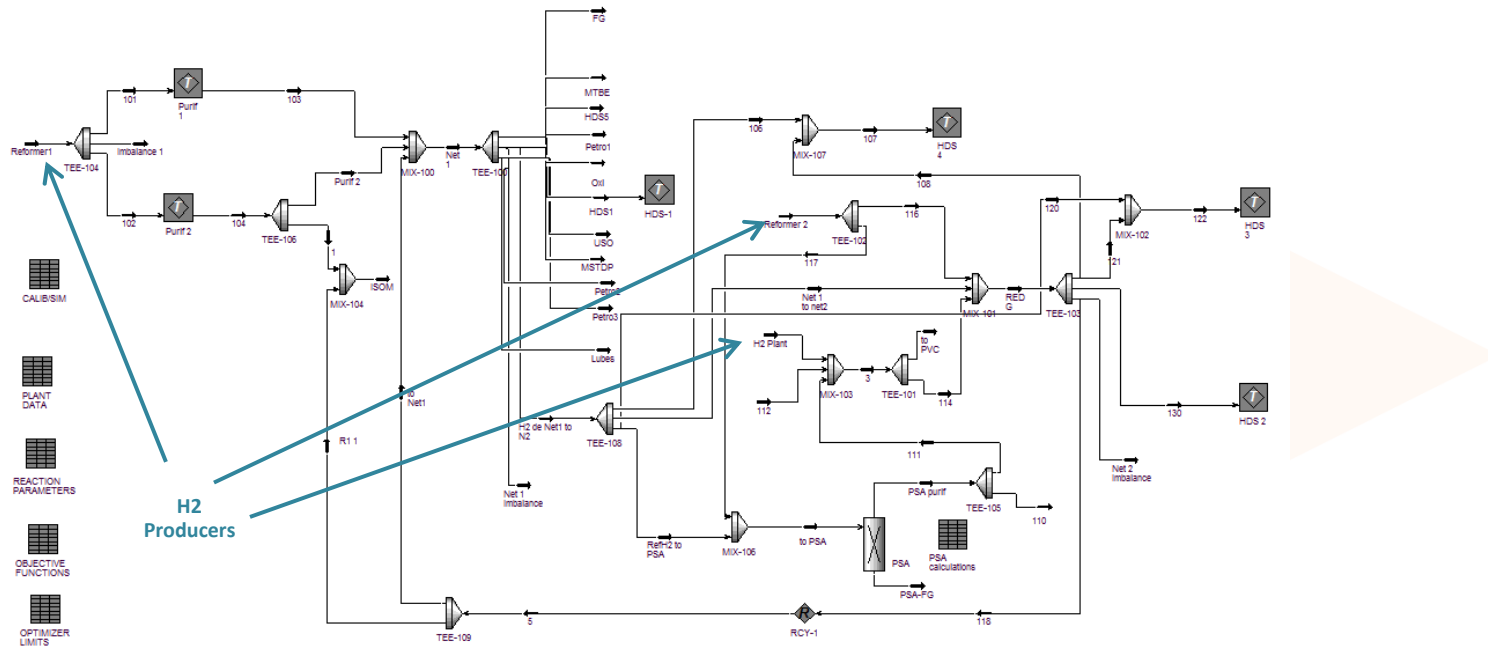 FG
MTBE
HDS5
Petro1
Oxi
HDS1
HDS-1
USO
MSTDP
Petro2
Petro3
Lubes
Reformer1
TEE-104
101
Purif
1
103
Imbalance 1
102
Purif 2
104
TEE-106
Purif 2
MIX-100
Net
1
TEE-100
1
MIX-104
ISOM
CALIB/SIM
PLANT
DATA
REACTION
PARAMETERS
OBJECTIVE
FUNCTIONS
OPTIMIZER
LIMITS
H2
Producers
R1 1
to
Net1
H2 de Net1 to
N2
TEE-108
Net 1
Imbalance
RefH2 to
PSA
MIX-106
to PSA
PSA
PSA-FG
PSA purif
PSA
calculations
TEE-105
110
111
112
H2 Plant
MIX-103
3
TEE-101
to
PVC
114
Reformer 2
TEE-102
116
117
Net 1
to net2
MIX-101
RED
G
TEE-103
106
MIX-107
107
HDS
4
108
120
MIX-102
121
122
HDS
3
130
HDS 2
Net 2
Imbalance
TEE-109
5
RCY-1
R
118
T
T
T
T
T
T